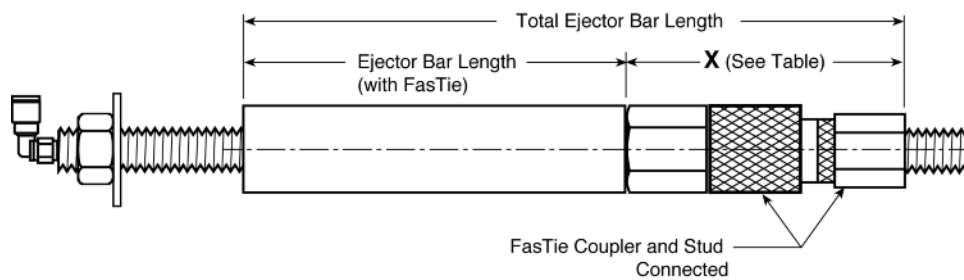 Total Ejector Bar Length
Ejector Bar Length
(with FasTie)
X (See Table)
FasTie Coupler and Stud
Connected